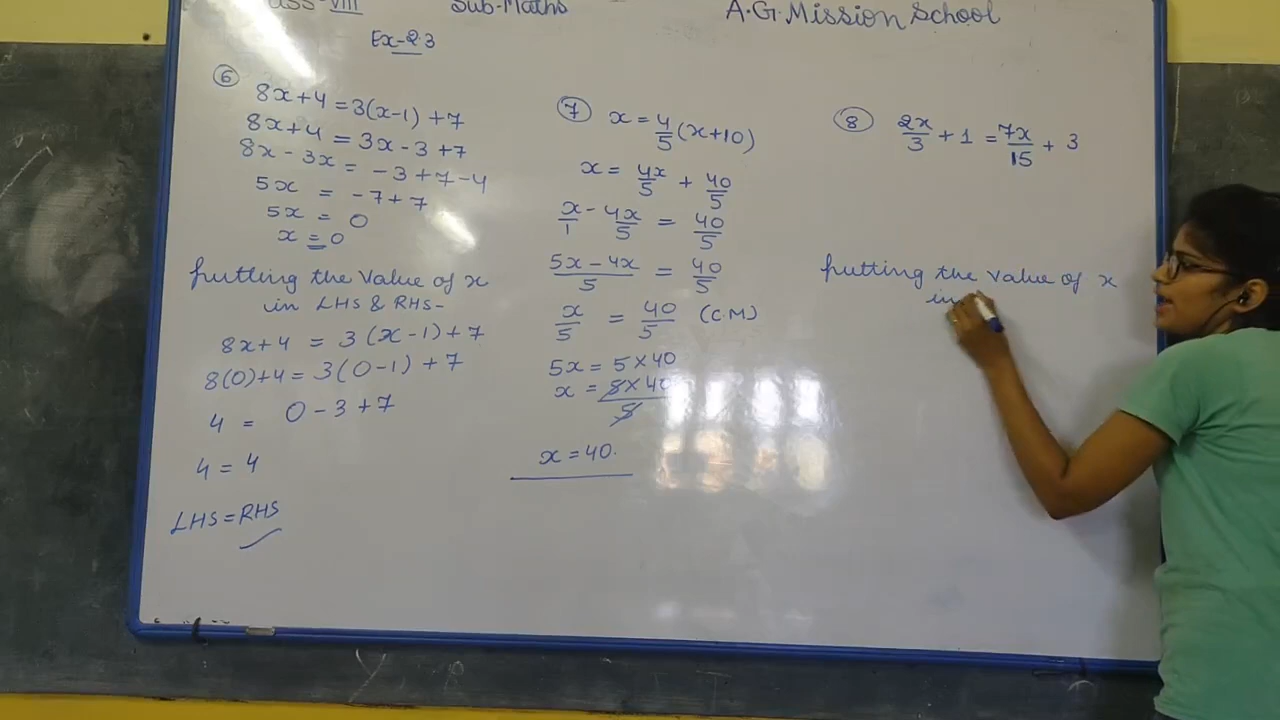 VIII Sub-Maths A.G. Mission School
Ex-2.3
6 8x+4=3(x-1)+7
8x+4 = 3x-3+7
8x-3x = -3+7-4
5x = -7+7
5x = 0
x = 0
putting the value of x
in LHS & RHS-
8x+4 = 3(x-1)+7
8(0)+4 = 3(0-1)+7
4 = 0-3+7
4 = 4
LHS = RHS
7 x = 4/5 (x+10)
x = 4x/5 + 40/5
x/1 - 4x/5 = 40/5
5x-4x/5 = 40/5
x/5 = 40/5 (C.M)
5x = 5×40
x = 5×40/5
x = 40.
8 2x/3 + 1 = 7x/15 + 3
putting the value of x
in